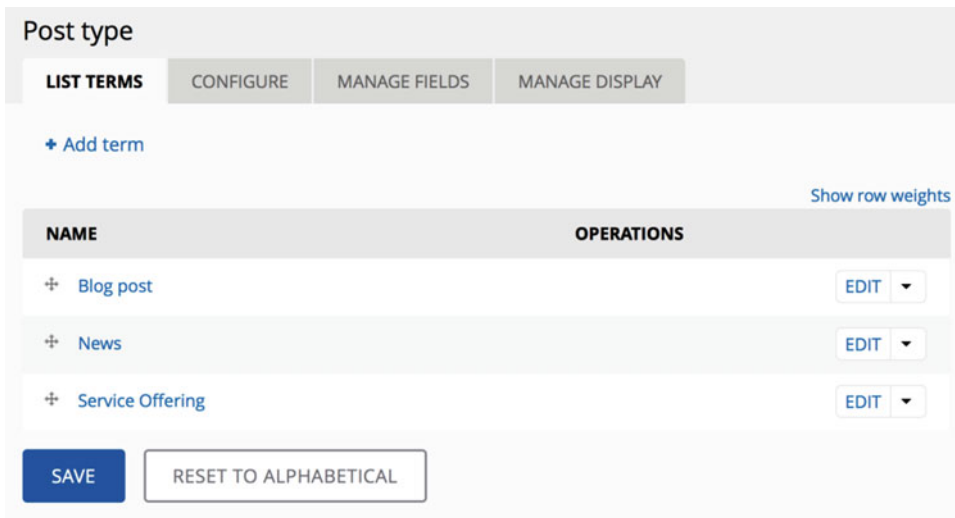 Post type
LIST TERMS CONFIGURE MANAGE FIELDS MANAGE DISPLAY
+ Add term
Show row weights
NAME OPERATIONS
Blog post EDIT
News EDIT
Service Offering EDIT
SAVE RESET TO ALPHABETICAL